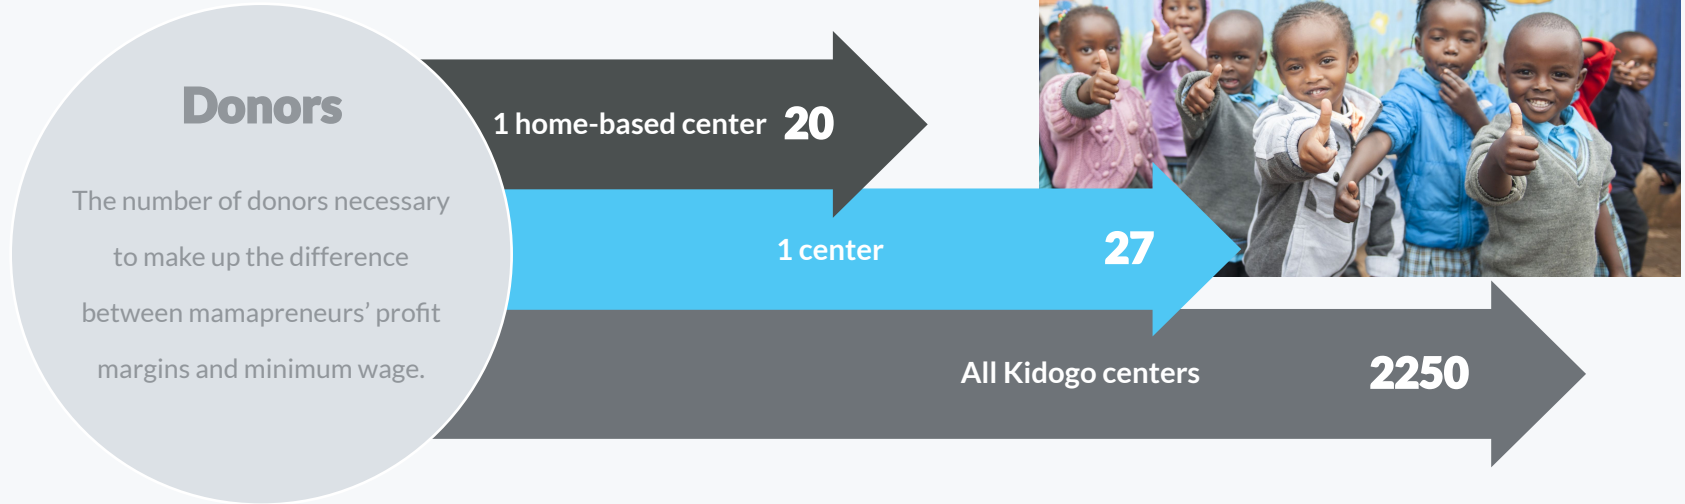 Donors
The number of donors necessary
to make up the difference
between mamapreneurs’ profit
margins and minimum wage.
1 home-based center 20
1 center 27
All Kidogo centers 2250